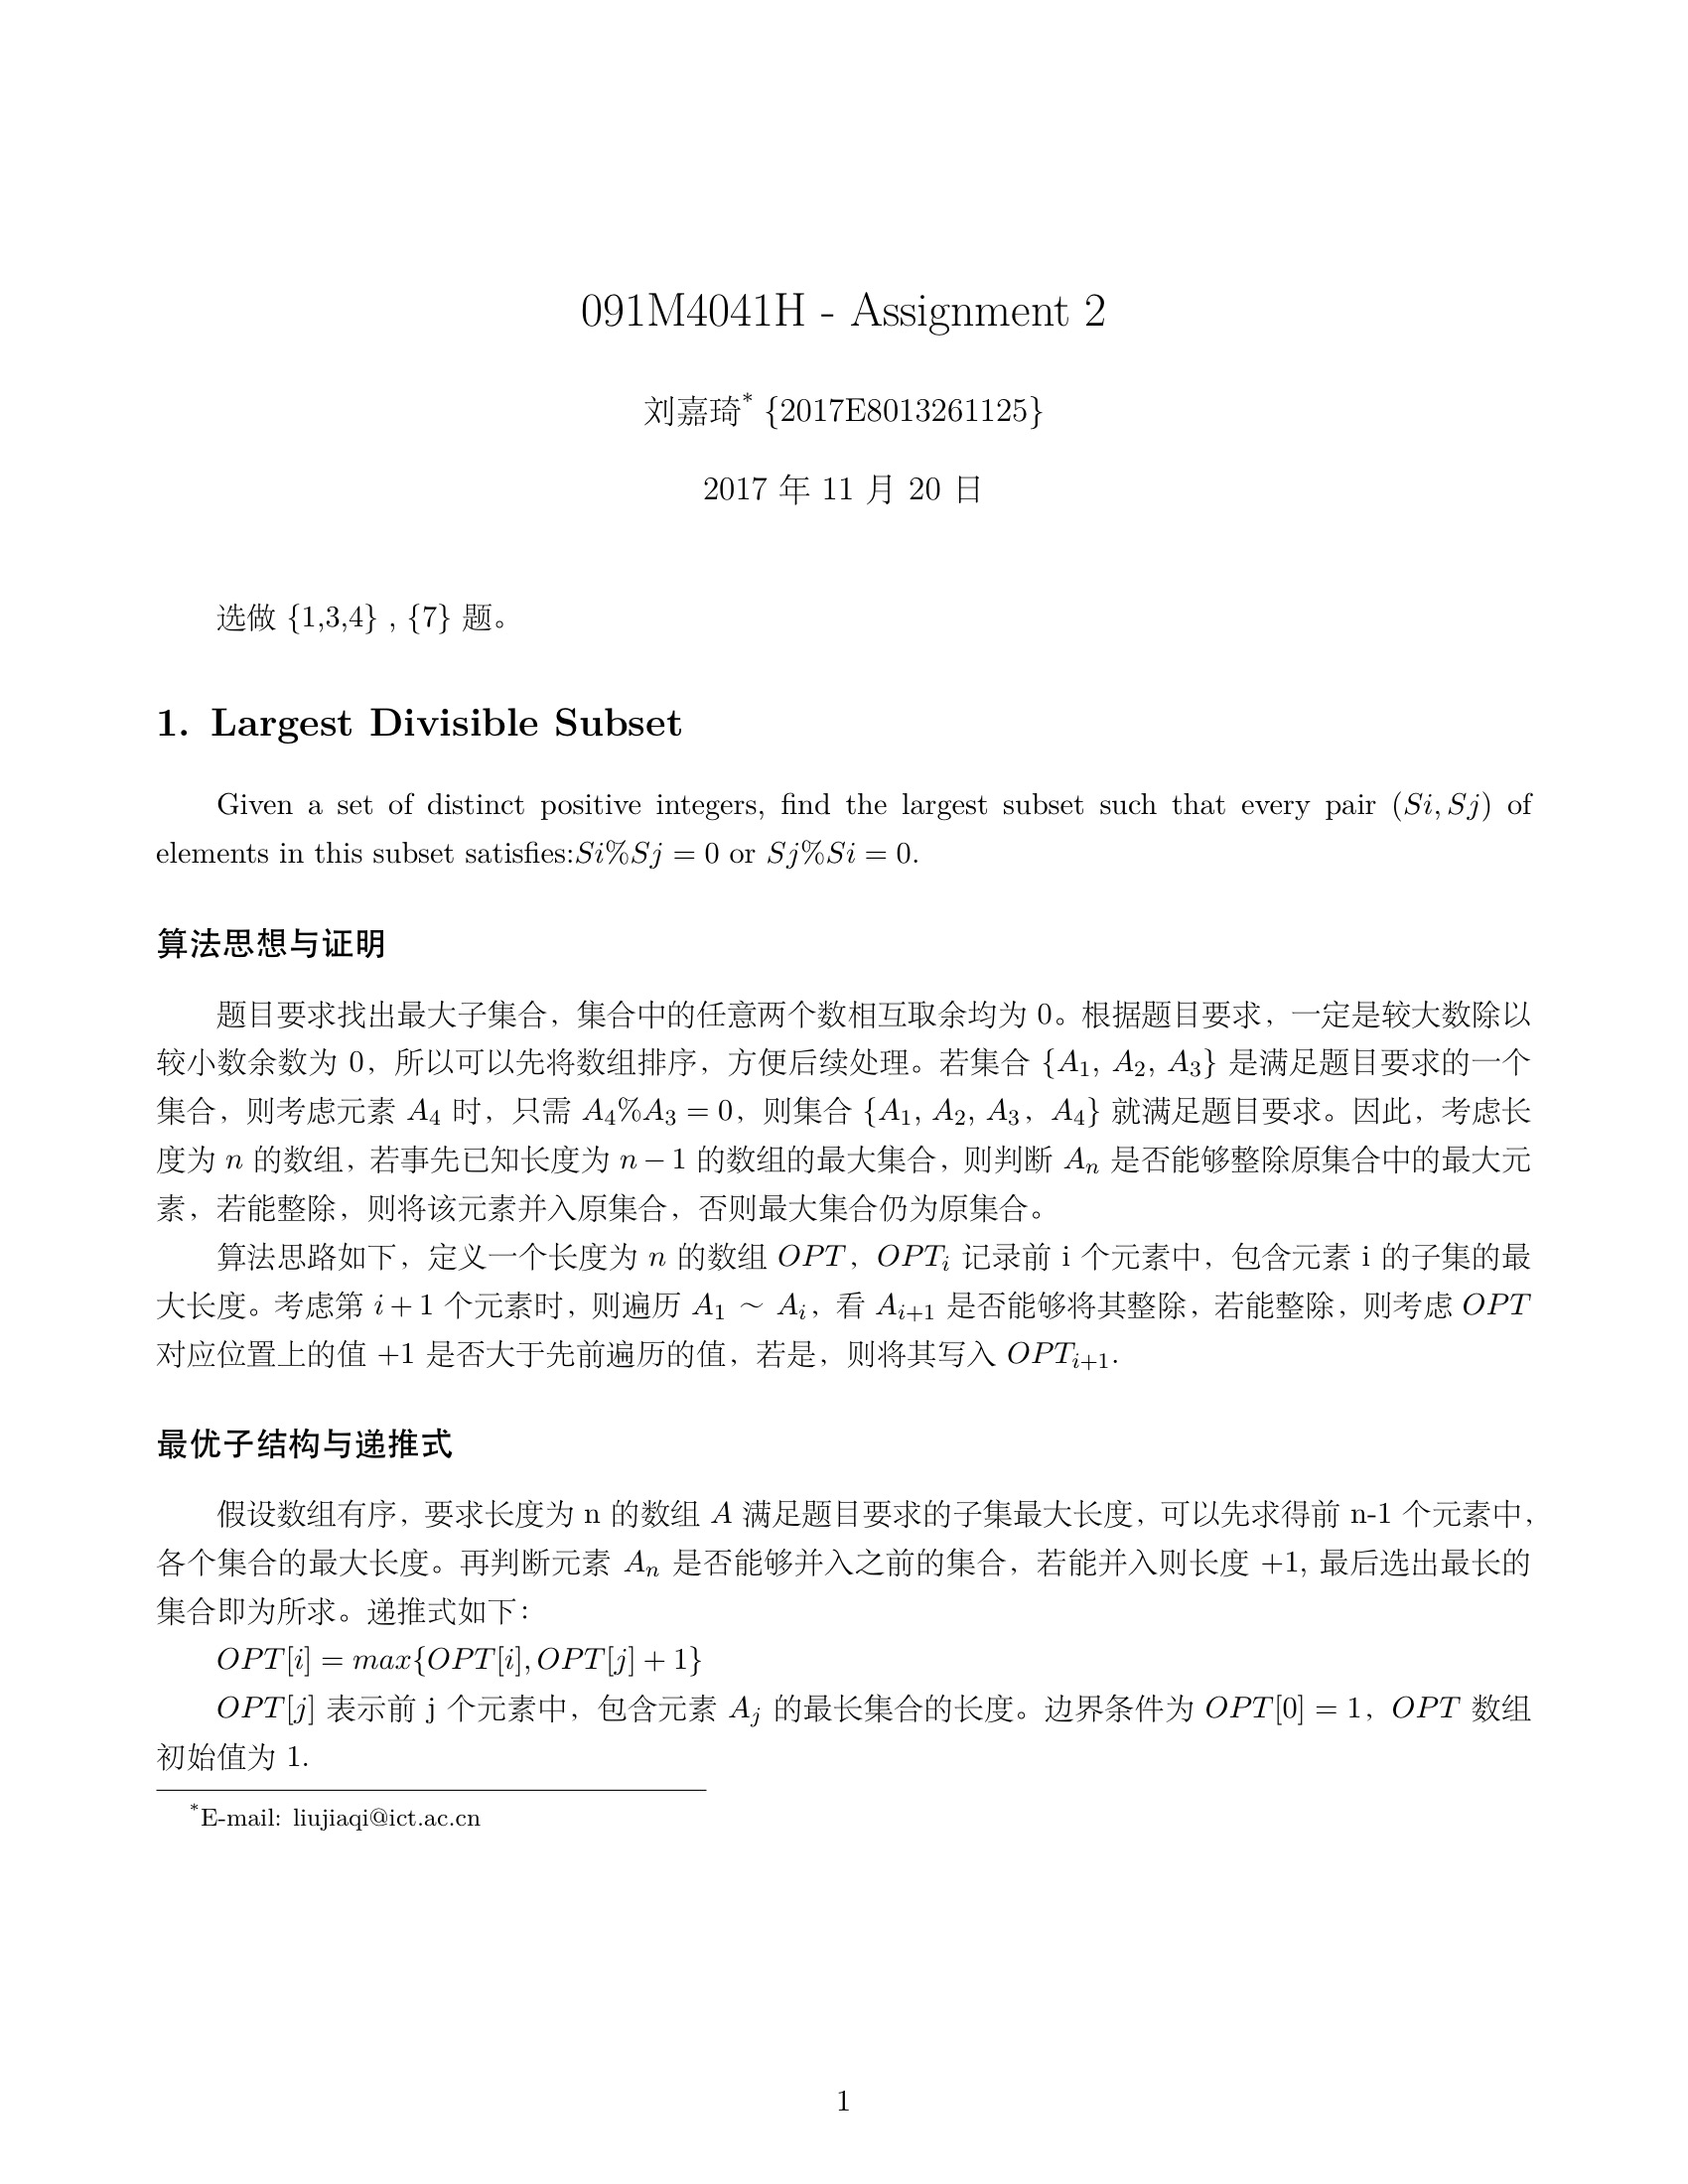 091M4041H - Assignment 2
刘嘉琦* {2017E8013261125}
2017 年 11 月 20 日
选做 {1,3,4} , {7} 题。
1. Largest Divisible Subset
Given a set of distinct positive integers, find the largest subset such that every pair (Si, Sj) of
elements in this subset satisfies:Si%Sj = 0 or Sj%Si = 0.
算法思想与证明
题目要求找出最大子集合，集合中的任意两个数相互取余均为 0。根据题目要求，一定是较大数除以
较小数余数为 0，所以可以先将数组排序，方便后续处理。若集合 {A₁, A₂, A₃} 是满足题目要求的一个
集合，则考虑元素 A₄ 时，只需 A₄%A₃ = 0，则集合 {A₁, A₂, A₃，A₄} 就满足题目要求。因此，考虑长
度为 n 的数组，若事先已知长度为 n − 1 的数组的最大集合，则判断 Aₙ 是否能够整除原集合中的最大元
素，若能整除，则将该元素并入原集合，否则最大集合仍为原集合。
算法思路如下，定义一个长度为 n 的数组 OPT，OPTᵢ 记录前 i 个元素中，包含元素 i 的子集的最
大长度。考虑第 i + 1 个元素时，则遍历 A₁ ∼ Aᵢ，看 Aᵢ₊₁ 是否能够将其整除，若能整除，则考虑 OPT
对应位置上的值 +1 是否大于先前遍历的值，若是，则将其写入 OPTᵢ₊₁.
最优子结构与递推式
假设数组有序，要求长度为 n 的数组 A 满足题目要求的子集最大长度，可以先求得前 n-1 个元素中，
各个集合的最大长度。再判断元素 Aₙ 是否能够并入之前的集合，若能并入则长度 +1, 最后选出最长的
集合即为所求。递推式如下：
OPT[i] = max{OPT[i], OPT[j] + 1}
OPT[j] 表示前 j 个元素中，包含元素 Aⱼ 的最长集合的长度。边界条件为 OPT[0] = 1，OPT 数组
初始值为 1.
*E-mail: liujiaqi@ict.ac.cn
1